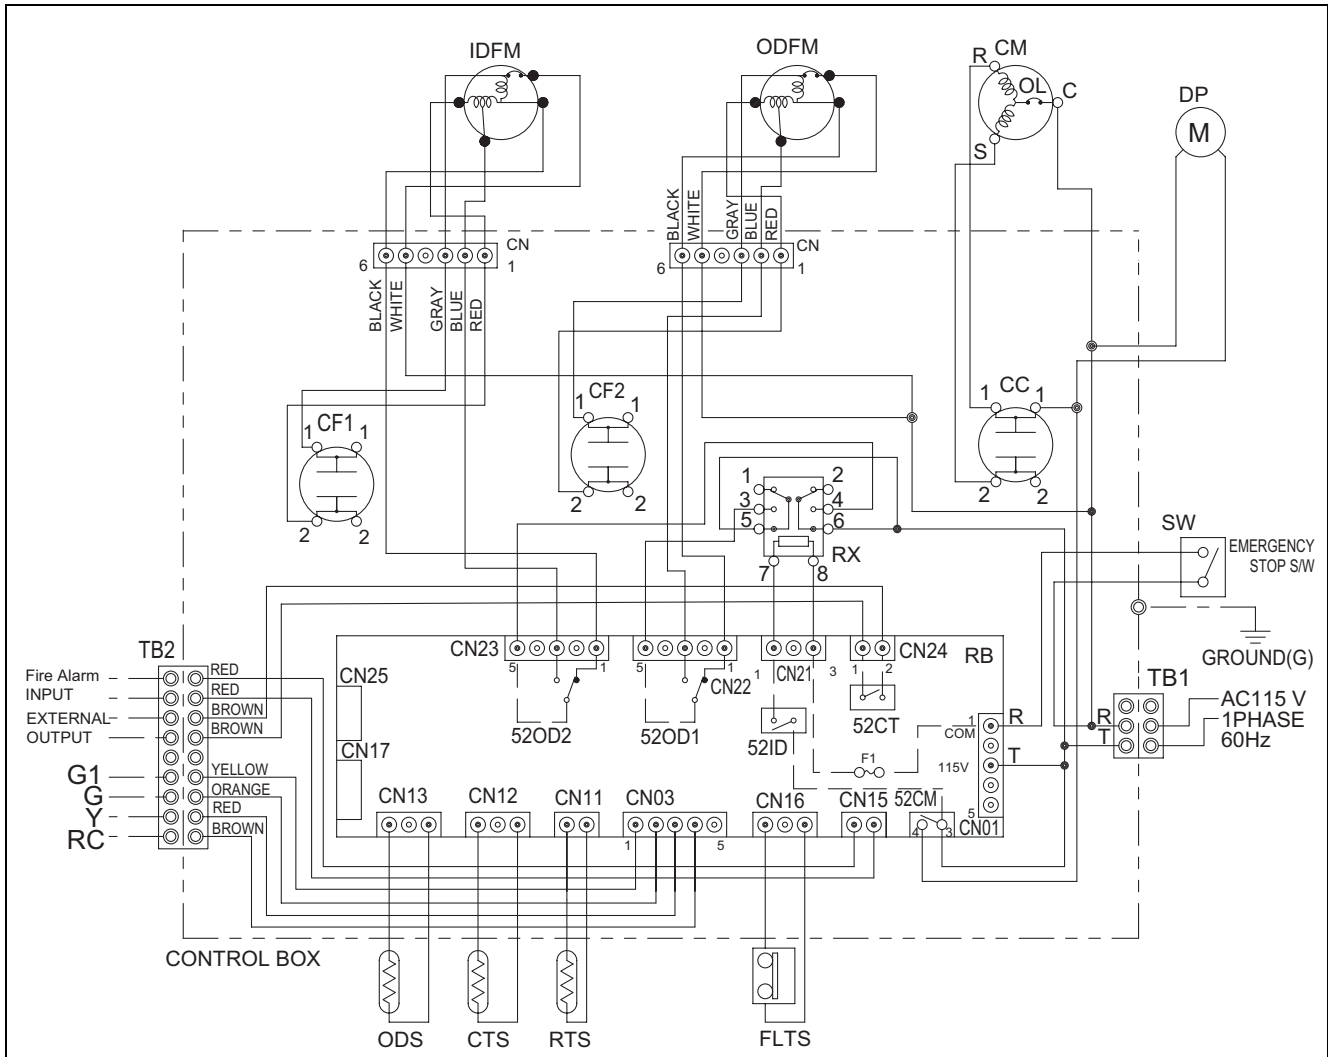 IDFM
ODFM
CM
R
OL
C
S
DP
M
BLACK
WHITE
GRAY
BLUE
RED
CN
6
1
CN
6
1
BLACK
WHITE
GRAY
BLUE
RED
CF1
1
1
2
2
CF2
1
1
2
2
CC
1
1
2
2
1
2
3
4
5
6
RX
7
8
SW
EMERGENCY
STOP S/W
GROUND(G)
TB1
R
T
AC115 V
1PHASE
60Hz
TB2
Fire Alarm
INPUT
EXTERNAL
OUTPUT
G1
G
Y
RC
RED
RED
BROWN
BROWN
YELLOW
ORANGE
RED
BROWN
CN25
CN17
CN23
5
1
52OD2
5
1
CN22
52OD1
1
CN21
3
52ID
CN24
1
2
52CT
RB
F1
1
COM
R
115V
T
5
CN01
52CM
4
3
CN13
CN12
CN11
CN03
1
5
CN16
CN15
CONTROL BOX
ODS
CTS
RTS
FLTS